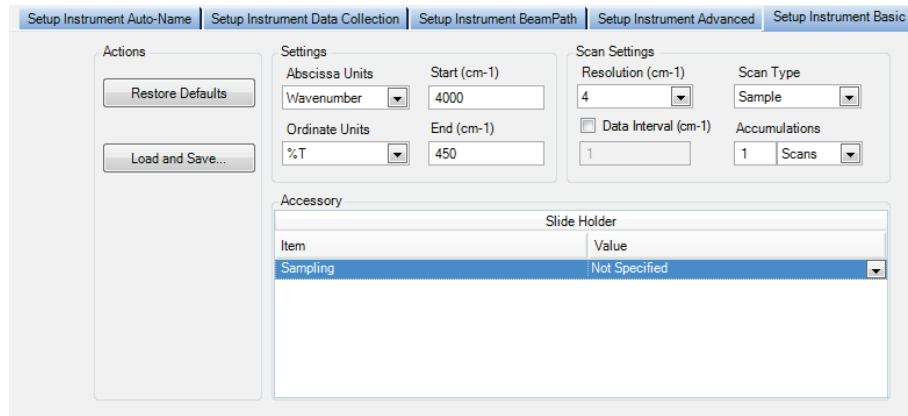 Setup Instrument Auto-Name Setup Instrument Data Collection Setup Instrument BeamPath Setup Instrument Advanced Setup Instrument Basic
Actions
Restore Defaults
Load and Save...
Settings
Abscissa Units Start (cm-1)
Wavenumber 4000
Ordinate Units End (cm-1)
%T 450
Scan Settings
Resolution (cm-1) Scan Type
4 Sample
Data Interval (cm-1) Accumulations
1 1 Scans
Accessory
Slide Holder
Item Value
Sampling Not Specified